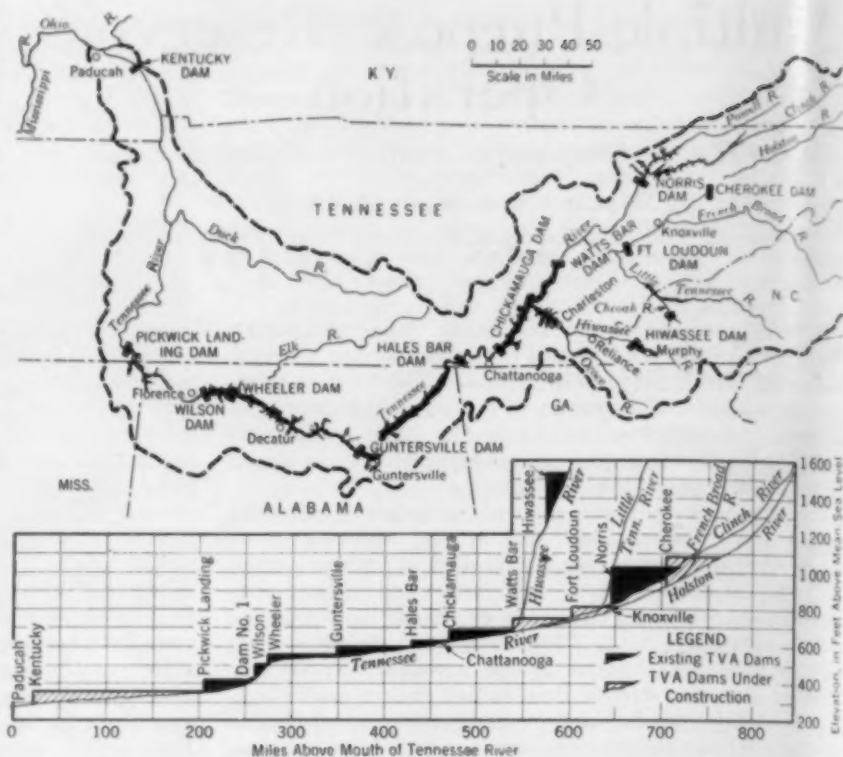 Ohio
R.
R.
Mississippi
Paducah
KENTUCKY
DAM
K Y.
0 10 20 30 40 50
Scale in Miles
Pound R.
Clinch R.
Holston
R.
NORRIS
DAM
CHEROKEE DAM
TENNESSEE
River
WATTS BAR
DAM
Knoxville
French Broad
R.
FT. LOUDOUN
DAM
Little
Tennessee
R.
N. C.
Duck
R.
CHICKAMAUGA DAM
Charleston
Cheoah R.
Hiwassee
Reliance
HIWASSEE DAM
Murphy
R.
Ocoee
R.
Tennessee River
PICKWICK LAND-
ING DAM
Elk R.
HALES BAR
DAM
Chattanooga
GA.
Florence
WILSON
DAM
WHEELER DAM
Decatur
Tennessee
GUNTERSVILLE DAM
Guntersville
MISS.
ALABAMA
Paducah
Kentucky
Pickwick Landing
Dam No. 1
Wilson
Wheeler
Guntersville
Hales Bar
Chickamauga
Watts Bar
Hiwassee
Hiwassee River
Fort Loudoun
Norris
Little
Tenn. River
Cherokee
French Broad
R.
Clinch River
Holston River
Knoxville
Tennessee River
Chattanooga
LEGEND
Existing TVA Dams
TVA Dams Under
Construction
1600
1400
1200
1000
800
600
400
200
Elevation, in Feet Above Mean Sea Level
0 100 200 300 400 500 600 700 800
Miles Above Mouth of Tennessee River